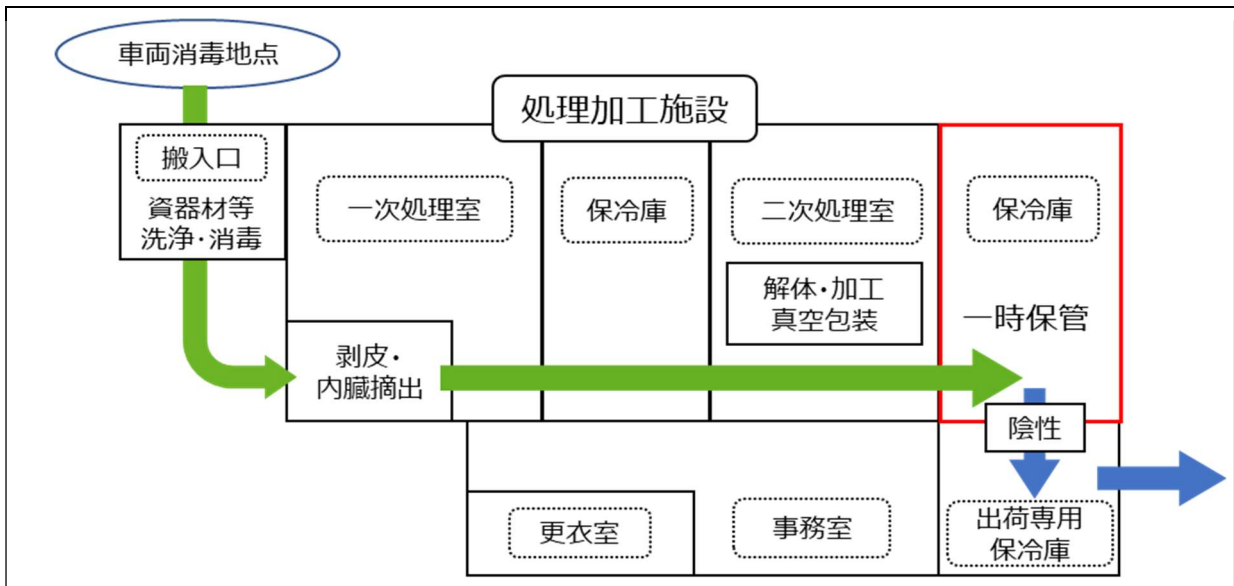 車両消毒地点
処理加工施設
搬入口
資器材等
洗浄・消毒
一次処理室
保冷庫
二次処理室
保冷庫
解体・加工
真空包装
一時保管
剥皮・
内臓摘出
陰性
更衣室
事務室
出荷専用
保冷庫